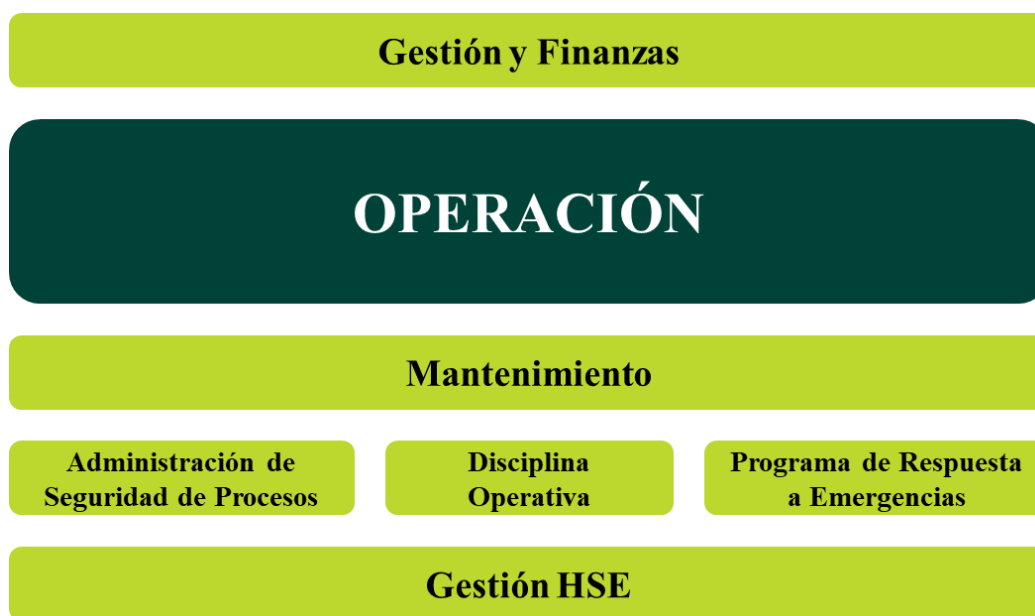 Gestión y Finanzas
OPERACIÓN
Mantenimiento
Administración de
Seguridad de Procesos
Disciplina
Operativa
Programa de Respuesta
a Emergencias
Gestión HSE